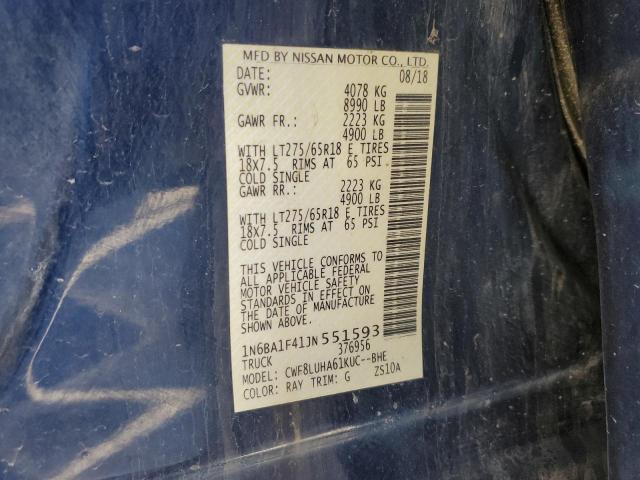 MFD BY NISSAN MOTOR CO., LTD.
DATE: 08/18
GVWR: 4078 KG
8990 LB
GAWR FR.: 2223 KG
4900 LB
WITH LT275/65R18 E TIRES
18X7.5 RIMS AT 65 PSI
COLD SINGLE
GAWR RR.: 2223 KG
4900 LB
WITH LT275/65R18 E TIRES
18X7.5 RIMS AT 65 PSI
COLD SINGLE
THIS VEHICLE CONFORMS TO
ALL APPLICABLE FEDERAL
MOTOR VEHICLE SAFETY
STANDARDS IN EFFECT ON
THE DATE OF MANUFACTURE
SHOWN ABOVE.
1N6BA1F41JN551593
TRUCK 376956
MODEL: CWF8LUHA61KUC--BHE
COLOR: RAY TRIM: G ZS10A